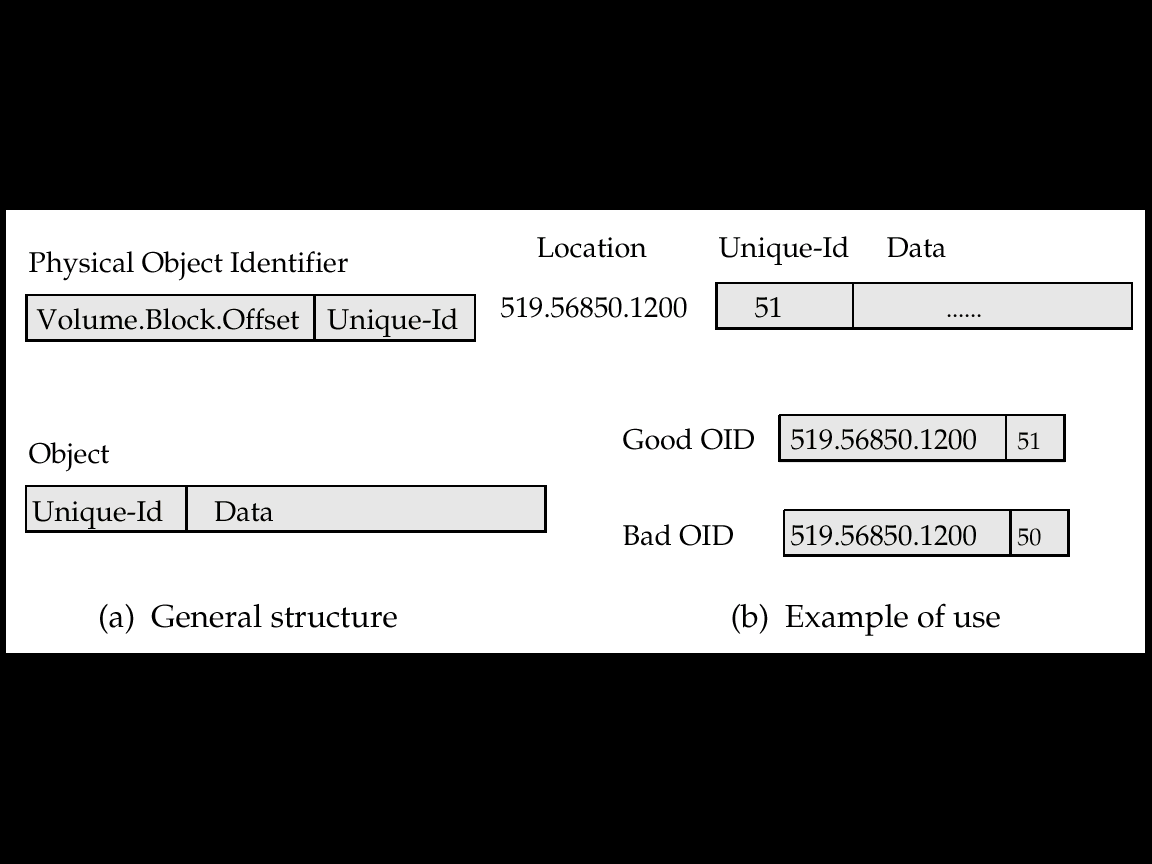 Physical Object Identifier
Volume.Block.Offset Unique-Id
Object
Unique-Id Data
(a) General structure
Location Unique-Id Data
519.56850.1200 51 ......
Good OID 519.56850.1200 51
Bad OID 519.56850.1200 50
(b) Example of use